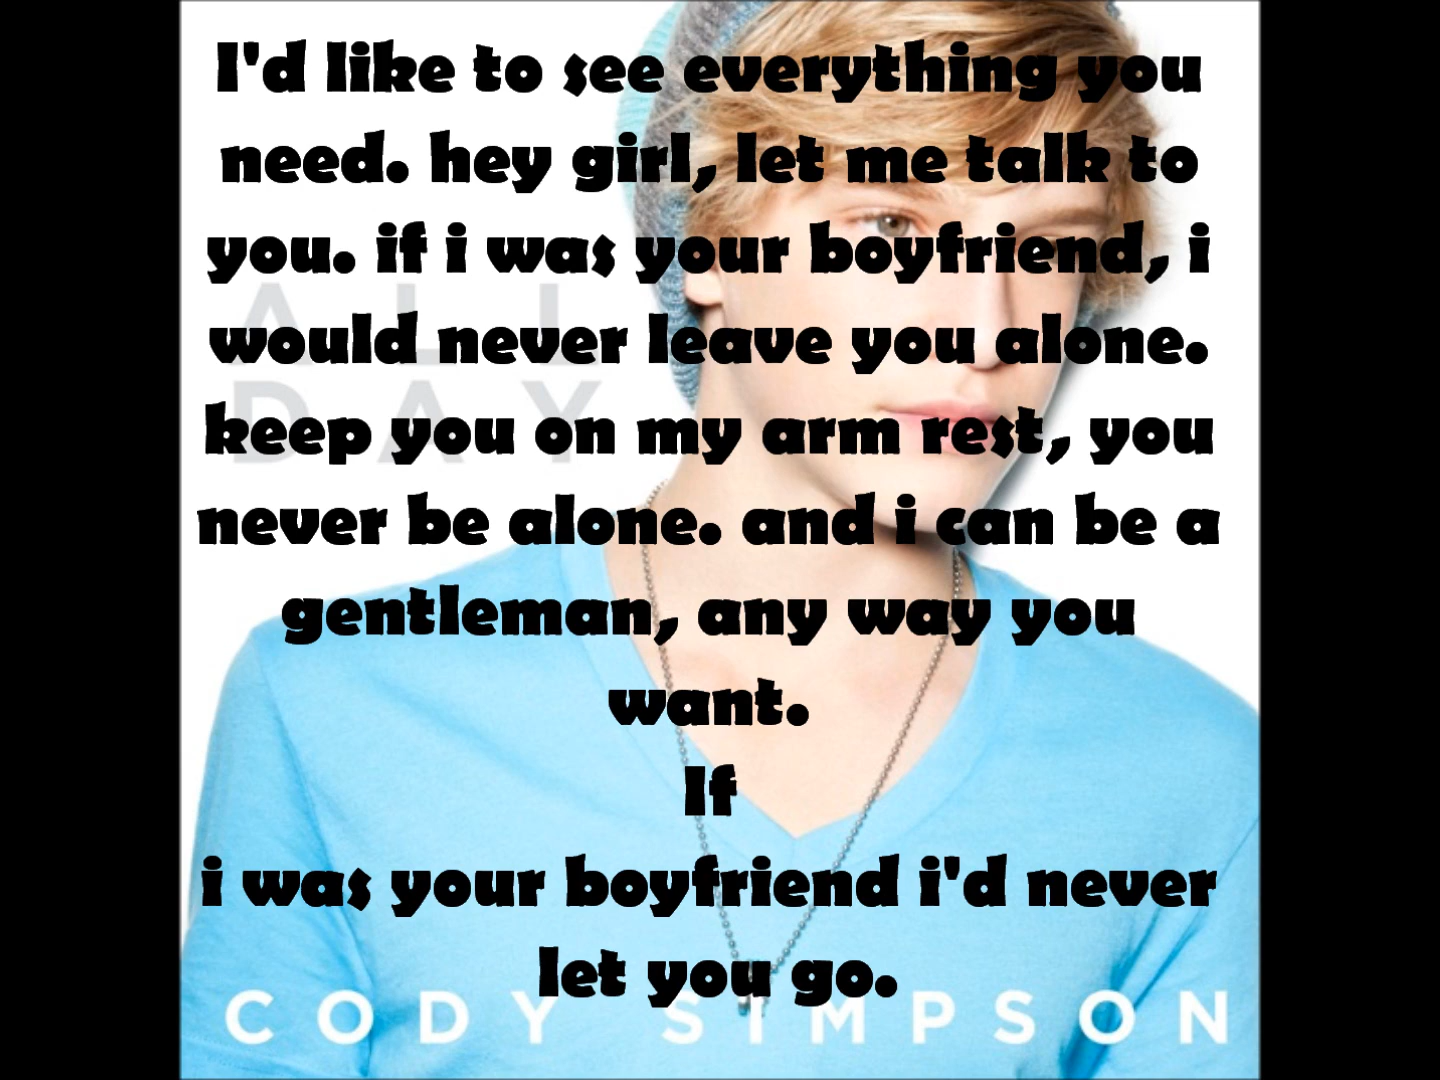 I'd like to see everything you
need. hey girl, let me talk to
you. if i was your boyfriend, i
would never leave you alone.
keep you on my arm rest, you
never be alone. and i can be a
gentleman, any way you
want.
If
i was your boyfriend i'd never
let you go.
ALL
DAY
CODY SIMPSON